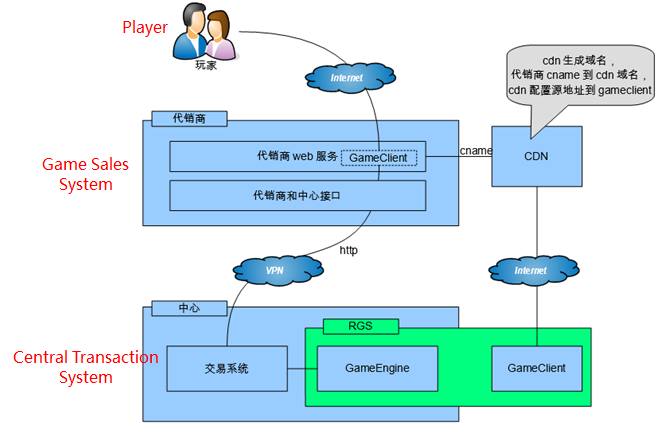 Player
玩家
Internet
cdn 生成域名，
代销商 cname 到 cdn 域名，
cdn 配置源地址到 gameclient
代销商
Game Sales
System
代销商 web 服务
GameClient
cname
CDN
代销商和中心接口
http
VPN
Internet
中心
RGS
Central Transaction
System
交易系统
GameEngine
GameClient